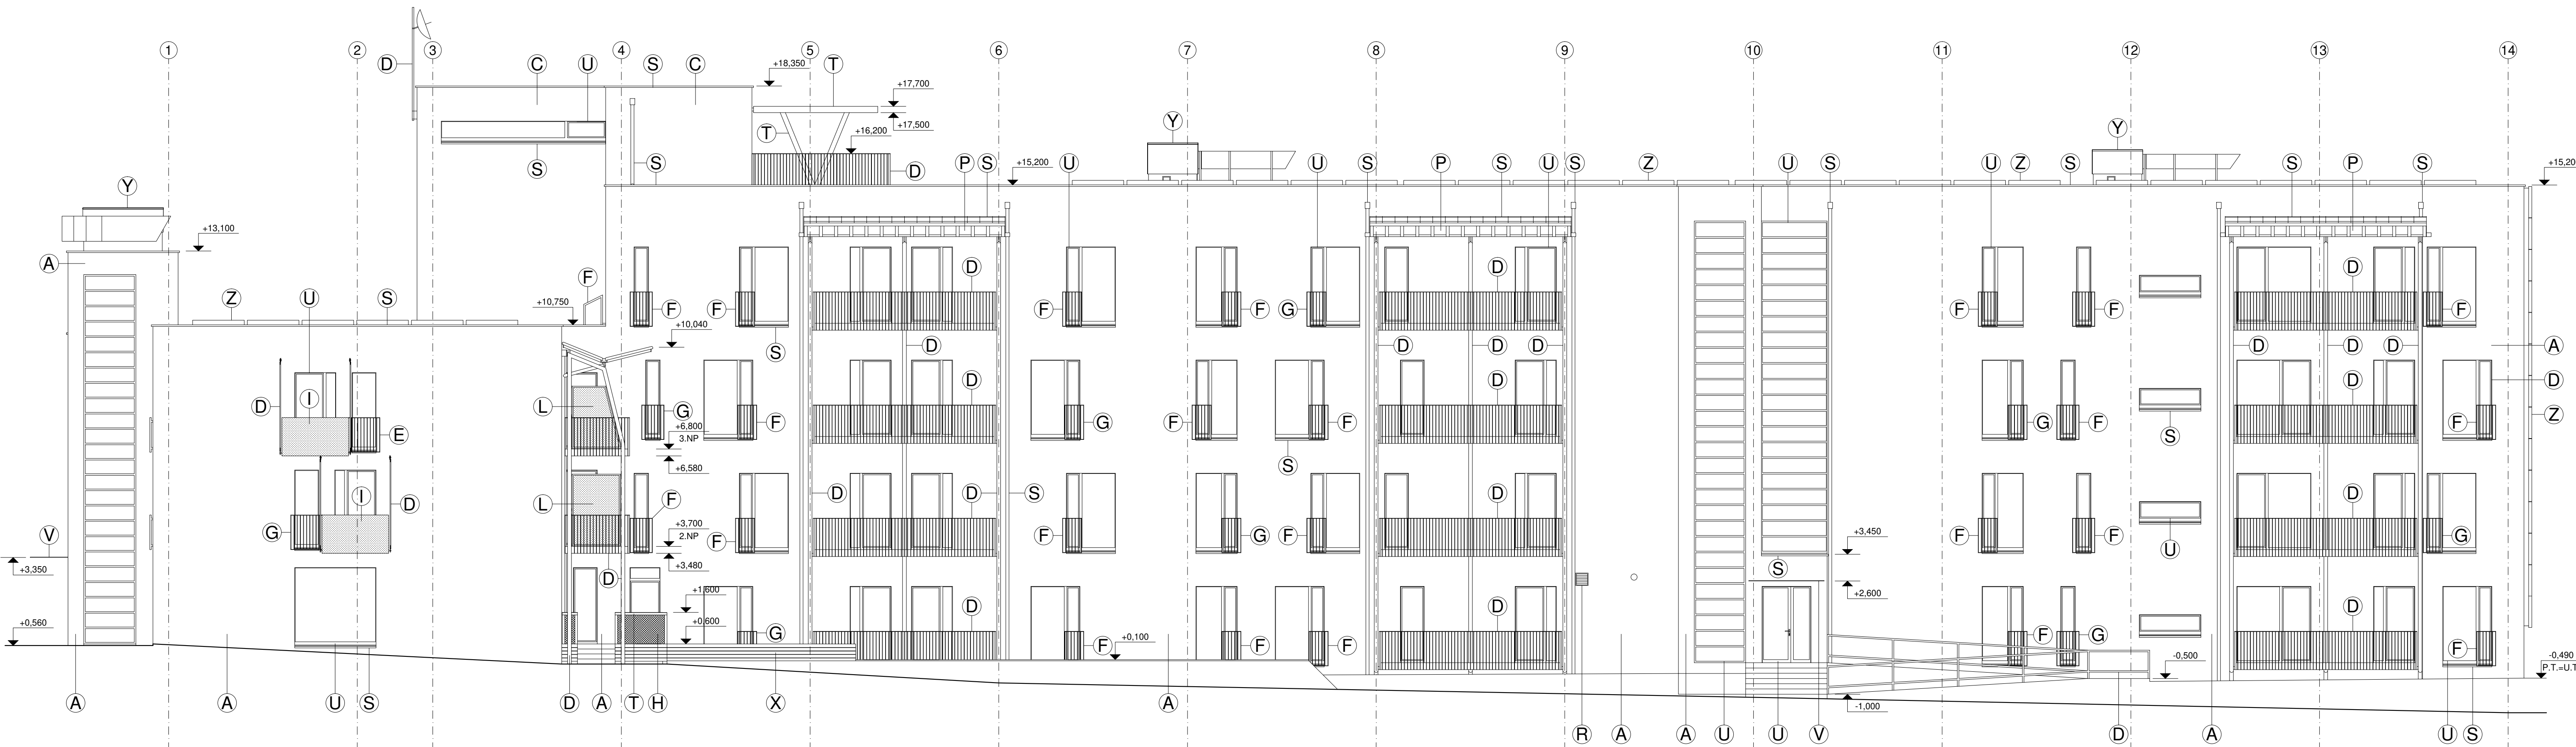 1 2 3 4 5 6 7 8 9 10 11 12 13 14
D C U S C +18,350 T
+17,700
+17,500
T +16,200
Y Y
S S D P S +15,200 U U S P S U S Z U S U Z S S P S +15,20
Y
+13,100
A
F
D D D
Z U S +10,750 F F F F F G F F F
+10,040 S
D D D D D D D D A
I D D D D
D L G F G F F F G F F D
E +6,800 Z
3.NP S
+6,580 S
I D L F D D S D D
G V +3,700 F F G F F F U G
2.NP
+3,450
+3,350 D +3,480 S
+1,600 +2,600
D D D
+0,560 +0,600 G F +0,100 F F F G F
-0,500 -0,490
P.T.=U.T
A A U S D A T H X A -1,000
R A A U U V D A U S